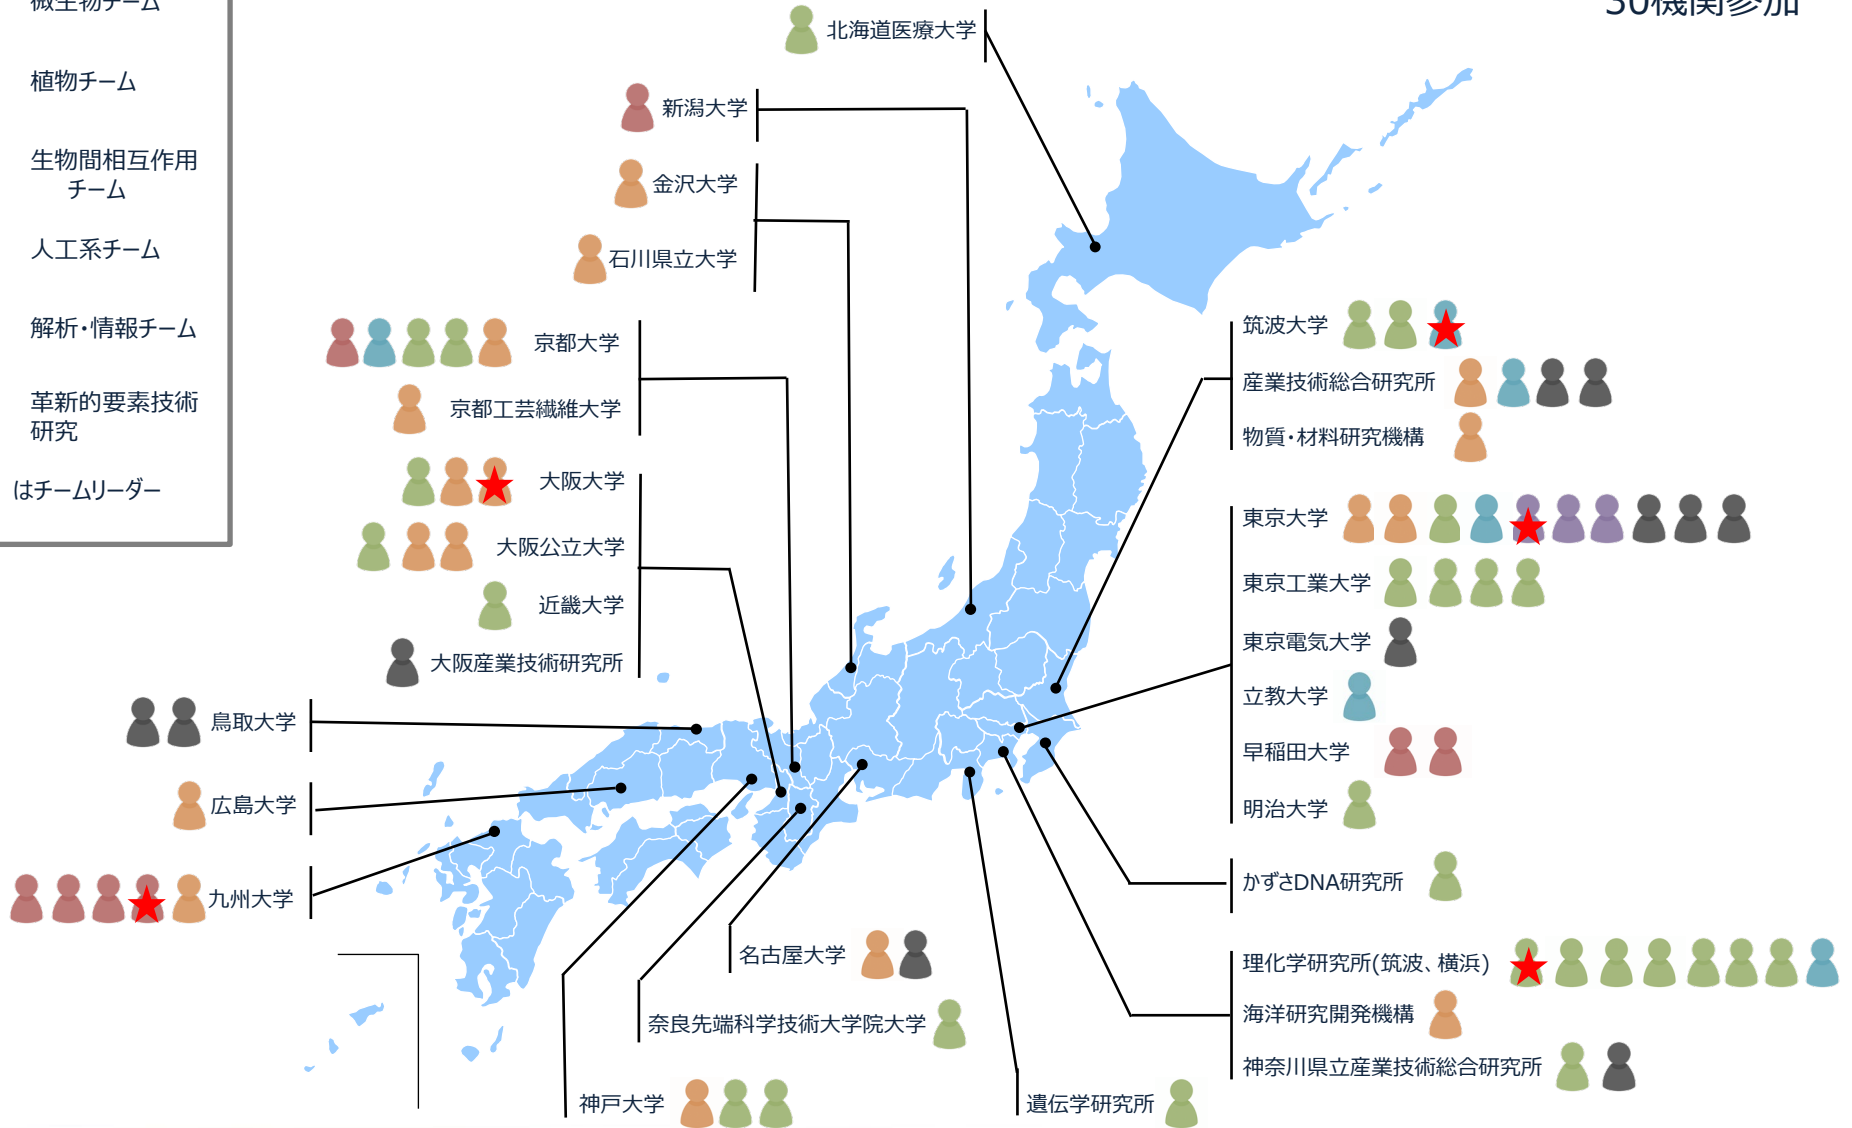 微生物チーム
植物チーム
生物間相互作用
チーム
人工系チーム
解析・情報チーム
革新的要素技術
研究
はチームリーダー
30機関参加
北海道医療大学
新潟大学
金沢大学
石川県立大学
京都大学
京都工芸繊維大学
大阪大学
大阪公立大学
近畿大学
大阪産業技術研究所
鳥取大学
広島大学
九州大学
筑波大学
産業技術総合研究所
物質・材料研究機構
東京大学
東京工業大学
東京電気大学
立教大学
早稲田大学
明治大学
かずさDNA研究所
理化学研究所(筑波、横浜)
海洋研究開発機構
神奈川県立産業技術総合研究所
名古屋大学
奈良先端科学技術大学院大学
神戸大学
遺伝学研究所